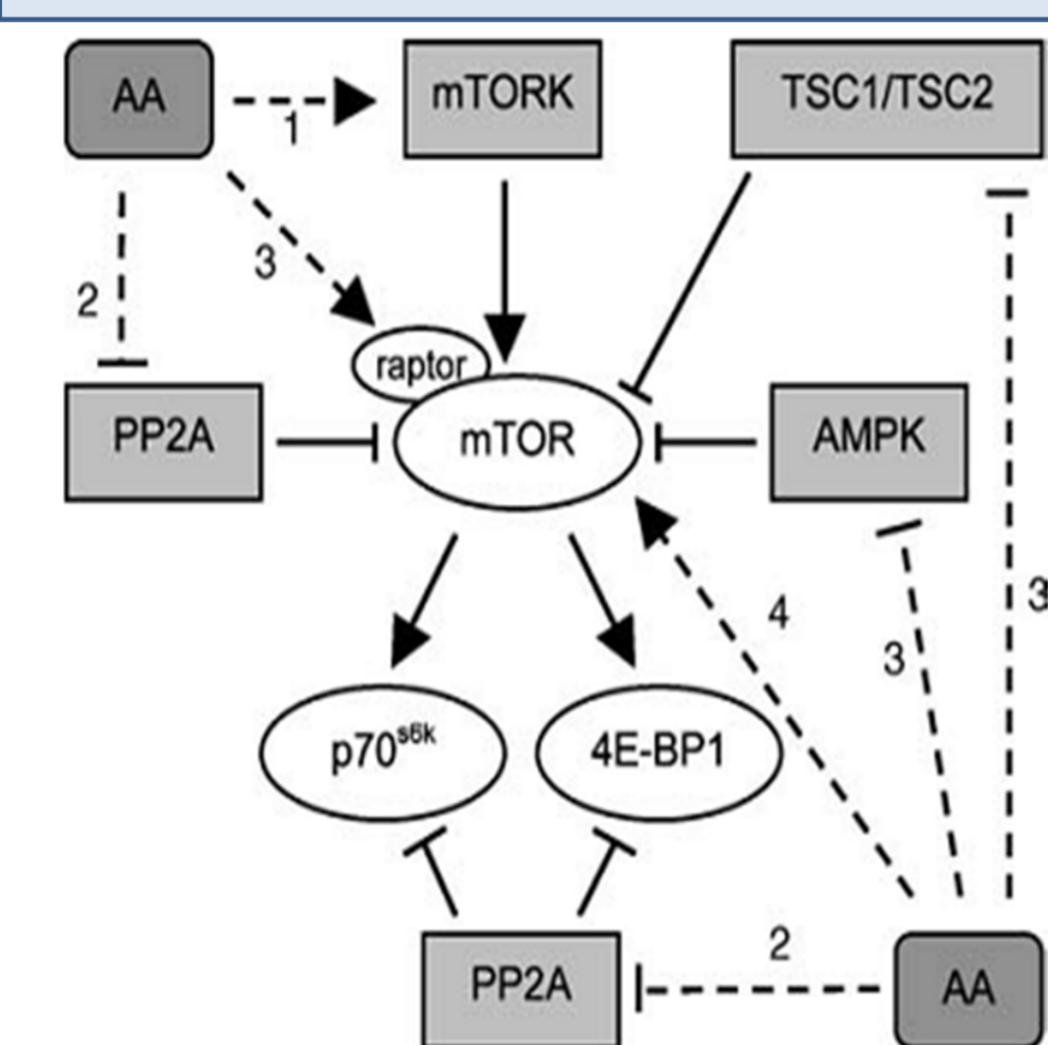 AA
mTORK
TSC1/TSC2
1
3
2
raptor
PP2A
mTOR
AMPK
4
3
3
p70s6k
4E-BP1
2
PP2A
AA